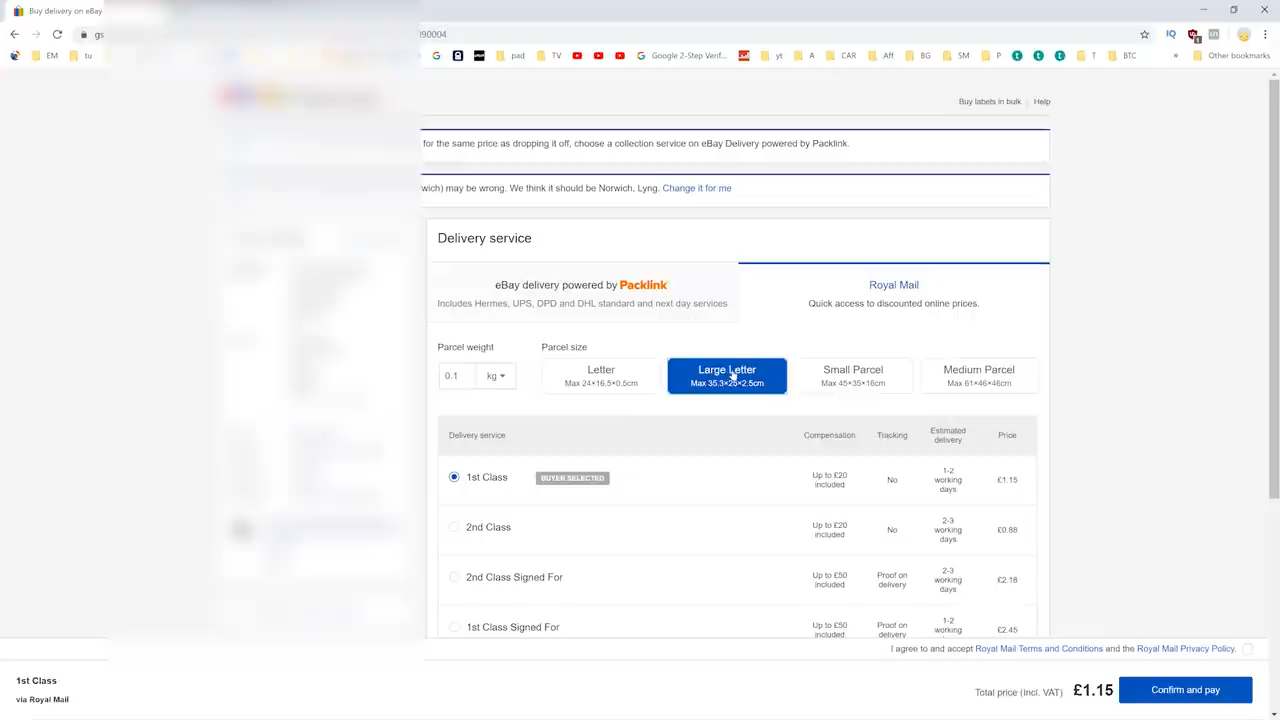 Buy delivery on eBay
gs
390004.
EM
tu
G
pad
TV
Google 2-Step Verif...
yt
A
CAR
Aff
BG
SM
P
T
BTC
»
Other bookmarks
Buy labels in bulk | Help
for the same price as dropping it off, choose a collection service on eBay Delivery powered by Packlink.
wich) may be wrong. We think it should be Norwich, Lyng. Change it for me
Delivery service
eBay delivery powered by Packlink
Includes Hermes, UPS, DPD and DHL standard and next day services
Royal Mail
Quick access to discounted online prices.
Parcel weight
Parcel size
0.1
kg
Letter
Max 24×16.5×0.5cm
Large Letter
Max 35.3×25×2.5cm
Small Parcel
Max 45×35×16cm
Medium Parcel
Max 61×46×46cm
Delivery service
Compensation
Tracking
Estimated
delivery
Price
1st Class
BUYER SELECTED
Up to £20
included
No
1-2
working
days
£1.15
2nd Class
Up to £20
included
No
2-3
working
days
£0.88
2nd Class Signed For
Up to £50
included
Proof on
delivery
2-3
working
days
£2.18
1st Class Signed For
Up to £50
included
Proof on
delivery
1-2
working
£2.45
I agree to and accept Royal Mail Terms and Conditions and the Royal Mail Privacy Policy.
1st Class
via Royal Mail
Total price (incl. VAT) £1.15
Confirm and pay